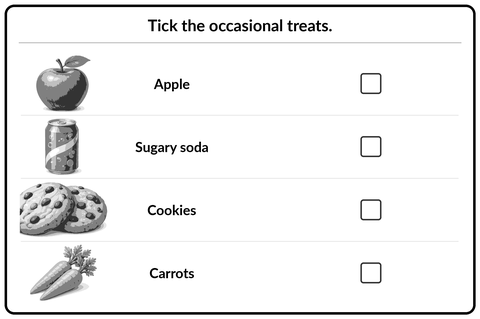 Tick the occasional treats.
Apple
Sugary soda
Cookies
Carrots